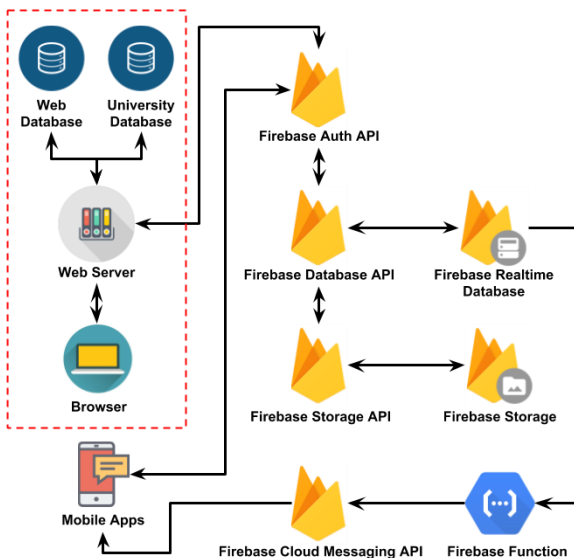 Web
Database
University
Database
Firebase Auth API
Web Server
Firebase Database API
Firebase Realtime
Database
Browser
Firebase Storage API
Firebase Storage
Mobile Apps
Firebase Cloud Messaging API
Firebase Function